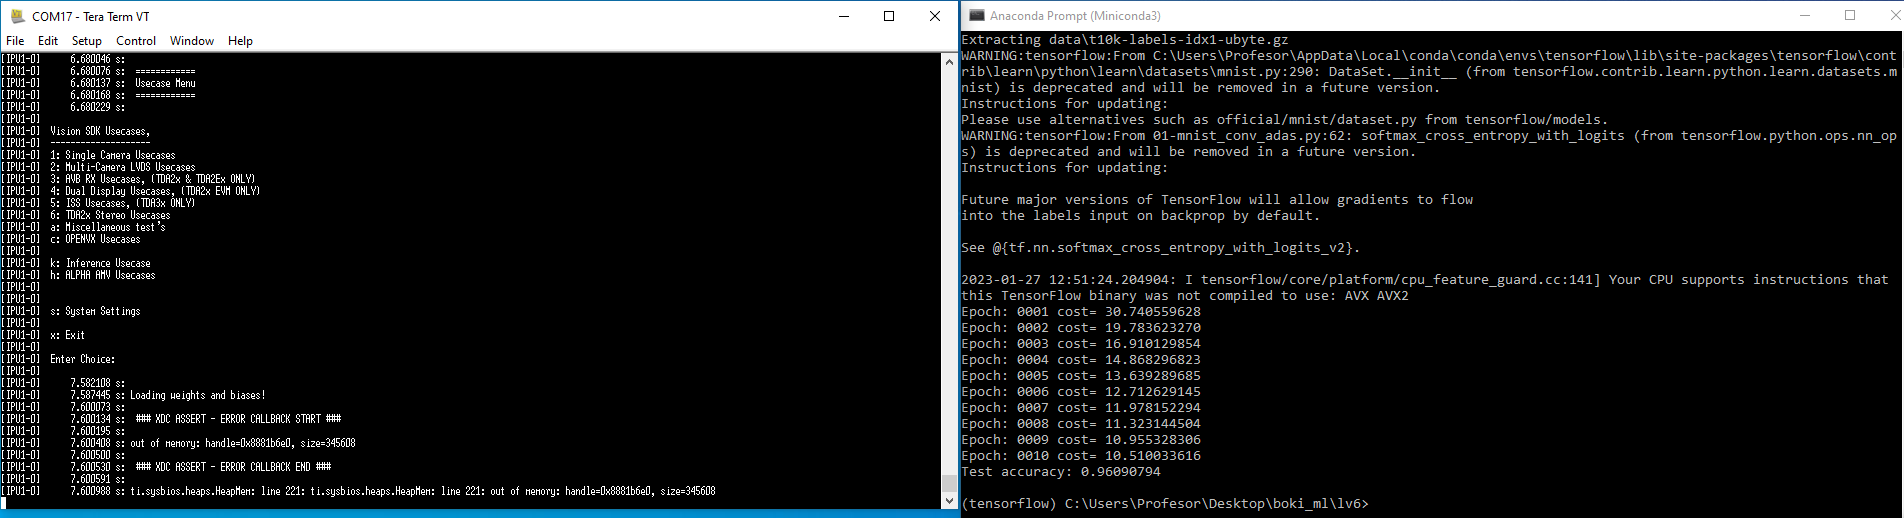 COM17 - Tera Term VT
File Edit Setup Control Window Help
[IPU1-0] 6.680046 s:
[IPU1-0] 6.680076 s: ============
[IPU1-0] 6.680137 s: Usecase Menu
[IPU1-0] 6.680168 s: ============
[IPU1-0] 6.680229 s:
[IPU1-0]
[IPU1-0] Vision SDK Usecases,
[IPU1-0] --------------------
[IPU1-0] 1: Single Camera Usecases
[IPU1-0] 2: Multi-Camera LVDS Usecases
[IPU1-0] 3: AVB RX Usecases, (TDA2x & TDA2Ex ONLY)
[IPU1-0] 4: Dual Display Usecases, (TDA2x EVM ONLY)
[IPU1-0] 5: ISS Usecases, (TDA3x ONLY)
[IPU1-0] 6: TDA2x Stereo Usecases
[IPU1-0] a: Miscellaneous test's
[IPU1-0] c: OPENVX Usecases
[IPU1-0]
[IPU1-0] k: Inference Usecase
[IPU1-0] h: ALPHA AMV Usecases
[IPU1-0]
[IPU1-0]
[IPU1-0] s: System Settings
[IPU1-0]
[IPU1-0] x: Exit
[IPU1-0]
[IPU1-0] Enter Choice:
[IPU1-0]
[IPU1-0] 7.582108 s:
[IPU1-0] 7.587445 s: Loading weights and biases!
[IPU1-0] 7.600073 s:
[IPU1-0] 7.600134 s: ### XDC ASSERT - ERROR CALLBACK START ###
[IPU1-0] 7.600195 s:
[IPU1-0] 7.600408 s: out of memory: handle=0x8881b6e0, size=345608
[IPU1-0] 7.600500 s:
[IPU1-0] 7.600530 s: ### XDC ASSERT - ERROR CALLBACK END ###
[IPU1-0] 7.600591 s:
[IPU1-0] 7.600988 s: ti.sysbios.heaps.HeapMem: line 221: ti.sysbios.heaps.HeapMem: line 221: out of memory: handle=0x8881b6e0, size=345608
Anaconda Prompt (Miniconda3)
Extracting data\t10k-labels-idx1-ubyte.gz
WARNING:tensorflow:From C:\Users\Profesor\AppData\Local\conda\conda\envs\tensorflow\lib\site-packages\tensorflow\cont
rib\learn\python\learn\datasets\mnist.py:290: DataSet.__init__ (from tensorflow.contrib.learn.python.learn.datasets.m
nist) is deprecated and will be removed in a future version.
Instructions for updating:
Please use alternatives such as official/mnist/dataset.py from tensorflow/models.
WARNING:tensorflow:From 01-mnist_conv_adas.py:62: softmax_cross_entropy_with_logits (from tensorflow.python.ops.nn_op
s) is deprecated and will be removed in a future version.
Instructions for updating:

Future major versions of TensorFlow will allow gradients to flow
into the labels input on backprop by default.

See @{tf.nn.softmax_cross_entropy_with_logits_v2}.

2023-01-27 12:51:24.204904: I tensorflow/core/platform/cpu_feature_guard.cc:141] Your CPU supports instructions that
this TensorFlow binary was not compiled to use: AVX AVX2
Epoch: 0001 cost= 30.740559628
Epoch: 0002 cost= 19.783623270
Epoch: 0003 cost= 16.910129854
Epoch: 0004 cost= 14.868296823
Epoch: 0005 cost= 13.639289685
Epoch: 0006 cost= 12.712629145
Epoch: 0007 cost= 11.978152294
Epoch: 0008 cost= 11.323144504
Epoch: 0009 cost= 10.955328306
Epoch: 0010 cost= 10.510033616
Test accuracy: 0.96090794

(tensorflow) C:\Users\Profesor\Desktop\boki_ml\lv6>